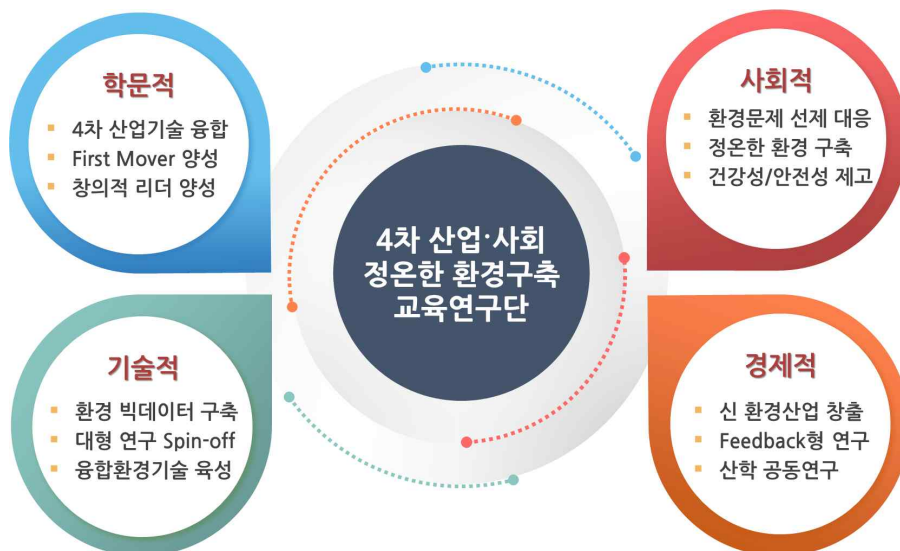 학문적
4차 산업기술 융합
First Mover 양성
창의적 리더 양성
사회적
환경문제 선제 대응
정온한 환경 구축
건강성/안전성 제고
4차 산업·사회
정온한 환경구축
교육연구단
기술적
환경 빅데이터 구축
대형 연구 Spin-off
융합환경기술 육성
경제적
신 환경산업 창출
Feedback형 연구
산학 공동연구